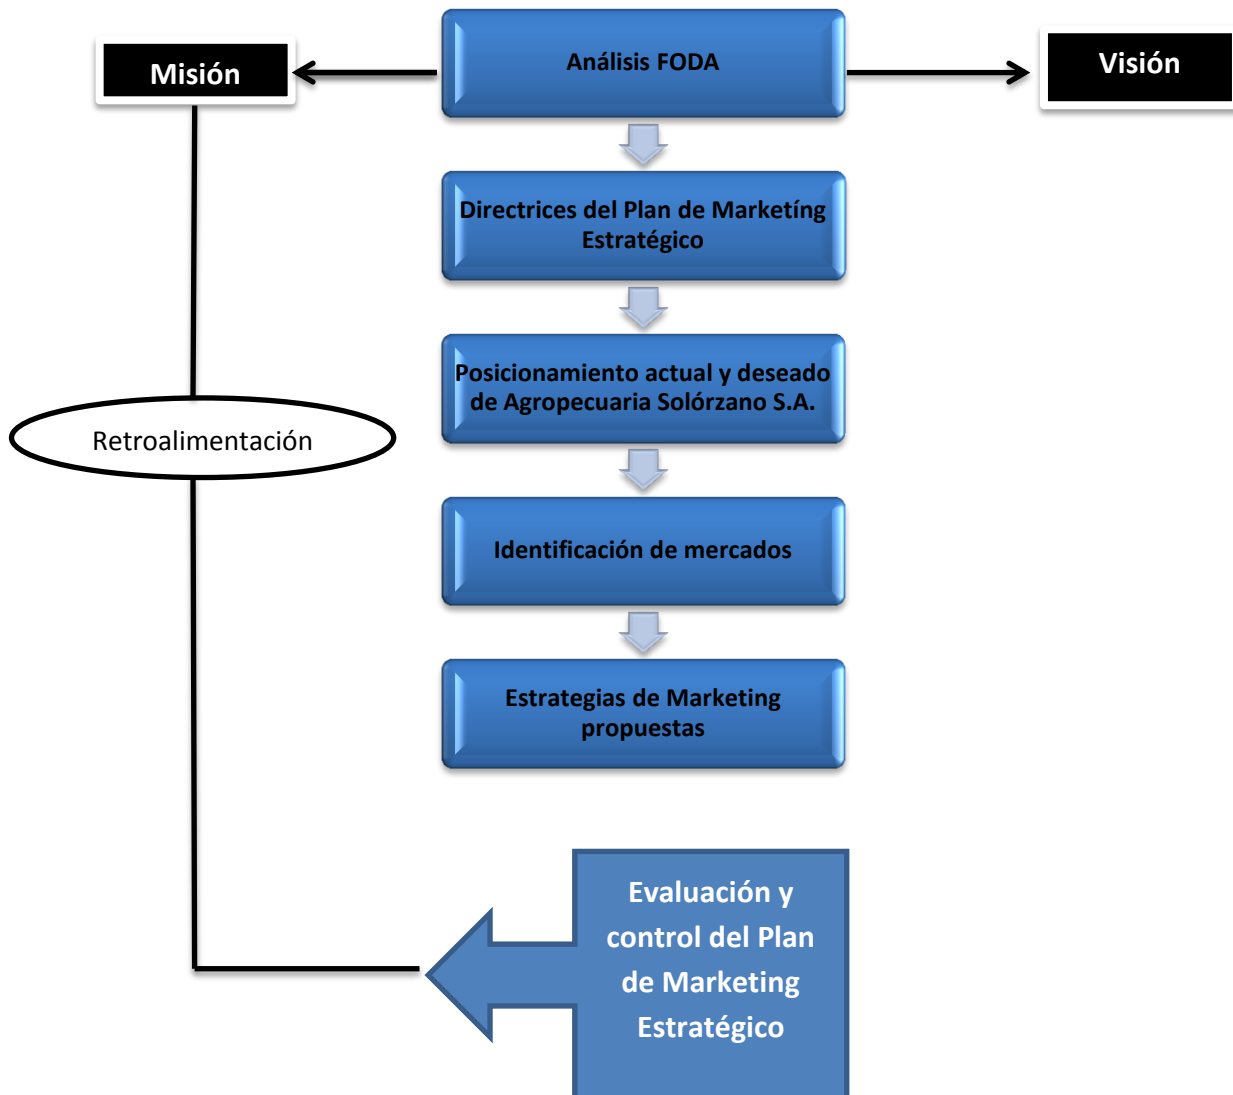 Misión
Análisis FODA
Visión
Directrices del Plan de Marketíng
Estratégico
Posicionamiento actual y deseado
de Agropecuaria Solórzano S.A.
Retroalimentación
Identificación de mercados
Estrategias de Marketing
propuestas
Evaluación y
control del Plan
de Marketing
Estratégico